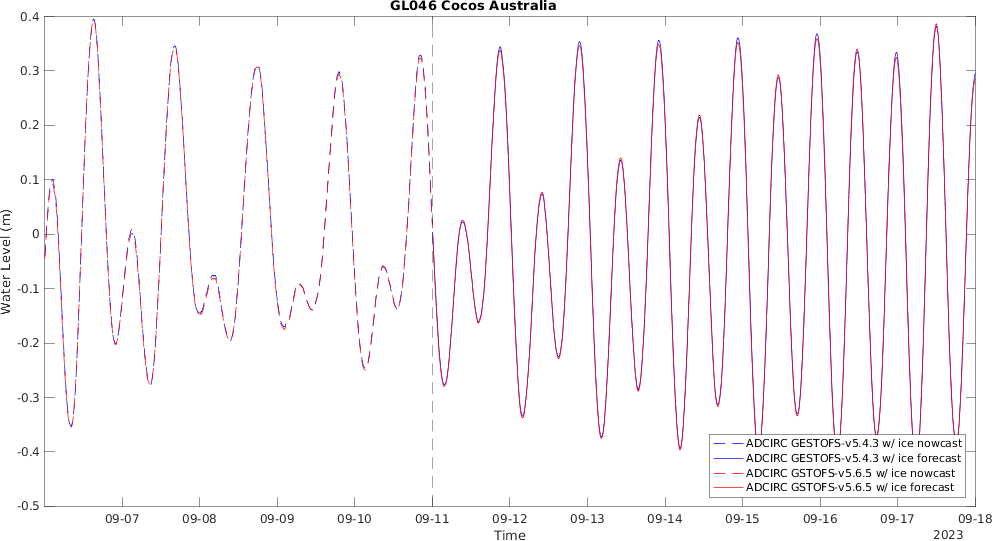 GL046 Cocos Australia
0.4
0.3
0.2
0.1
0
-0.1
-0.2
-0.3
-0.4
-0.5
Water Level (m)
ADCIRC GESTOFS-v5.4.3 w/ ice nowcast
ADCIRC GESTOFS-v5.4.3 w/ ice forecast
ADCIRC GSTOFS-v5.6.5 w/ ice nowcast
ADCIRC GSTOFS-v5.6.5 w/ ice forecast
09-07 09-08 09-09 09-10 09-11 09-12 09-13 09-14 09-15 09-16 09-17 09-18
Time
2023